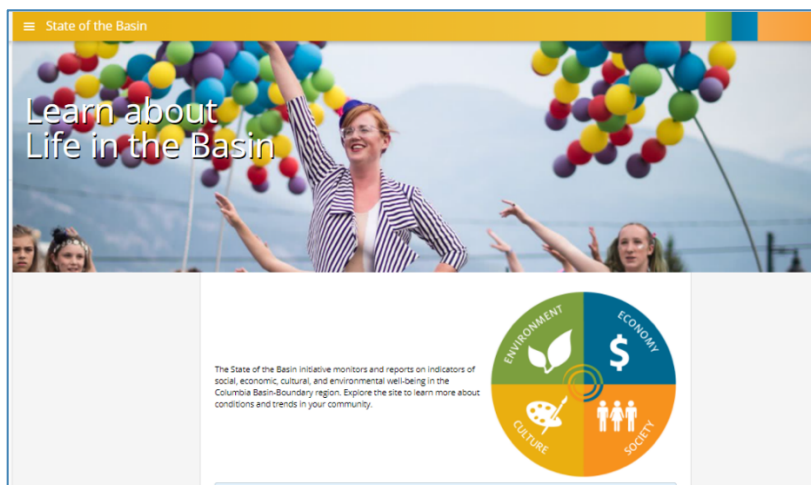 State of the Basin
Learn about
Life in the Basin
The State of the Basin initiative monitors and reports on indicators of
social, economic, cultural, and environmental well-being in the
Columbia Basin-Boundary region. Explore the site to learn more about
conditions and trends in your community.
ENVIRONMENT
ECONOMY
$
CULTURE
SOCIETY